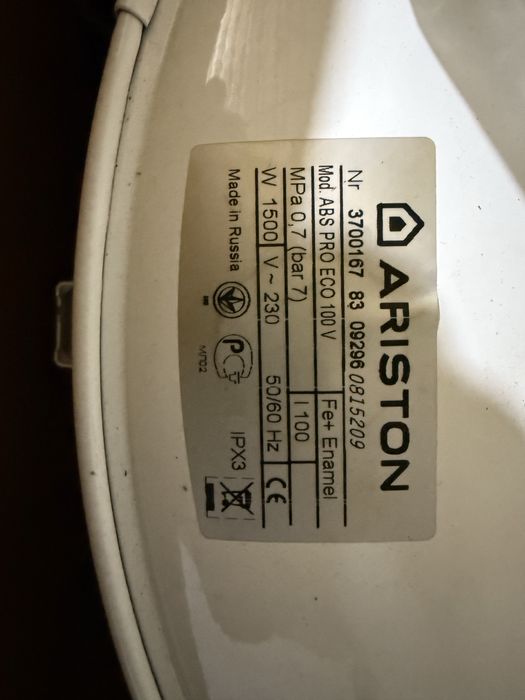 ARISTON
Nr 3700167 83 09296 0815209
Mod. ABS PRO ECO 100 V Fe+ Enamel
MPa 0,7 (bar 7) l 100
W 1500 V ~ 230 50/60 Hz CE
Made in Russia IPX3
МЛ02